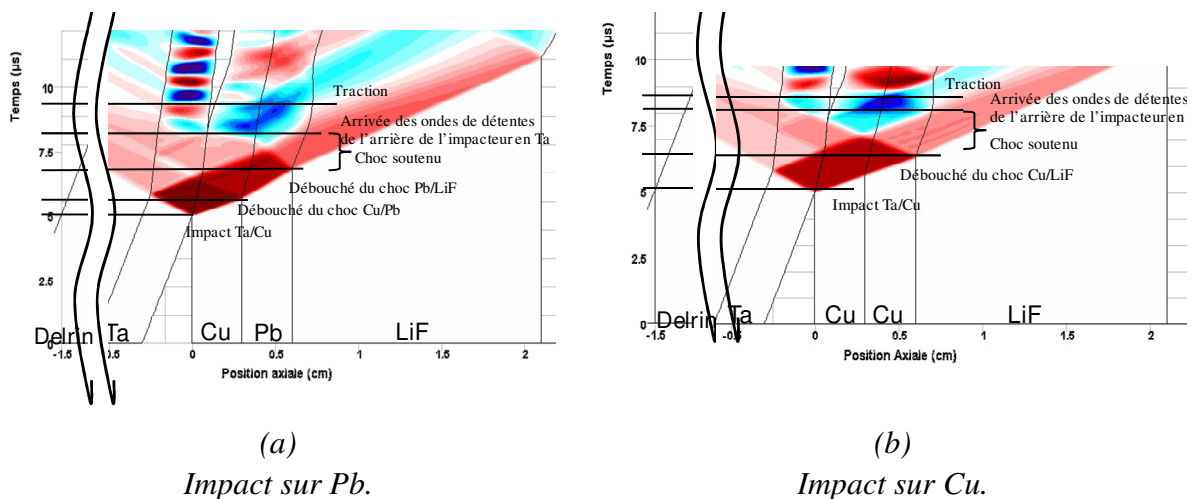 Temps (µs)
10
7.5
5
2.5
0
Traction
Arrivée des ondes de détentes
de l'arrière de l'impacteur en Ta
Choc soutenu
Débouché du choc Pb/LiF
Débouché du choc Cu/Pb
Impact Ta/Cu
Delrin Ta Cu Pb LiF
-1.5 0 0.5 1 1.5 2
Position axiale (cm)
(a)
Impact sur Pb.
Temps (µs)
10
7.5
5
2.5
0
Traction
Arrivée des ondes de détentes
de l'arrière de l'impacteur en
Choc soutenu
Débouché du choc Cu/LiF
Impact Ta/Cu
Delrin Ta Cu Cu LiF
-1.5 0 0.5 1 1.5 2
Position Axiale (cm)
(b)
Impact sur Cu.